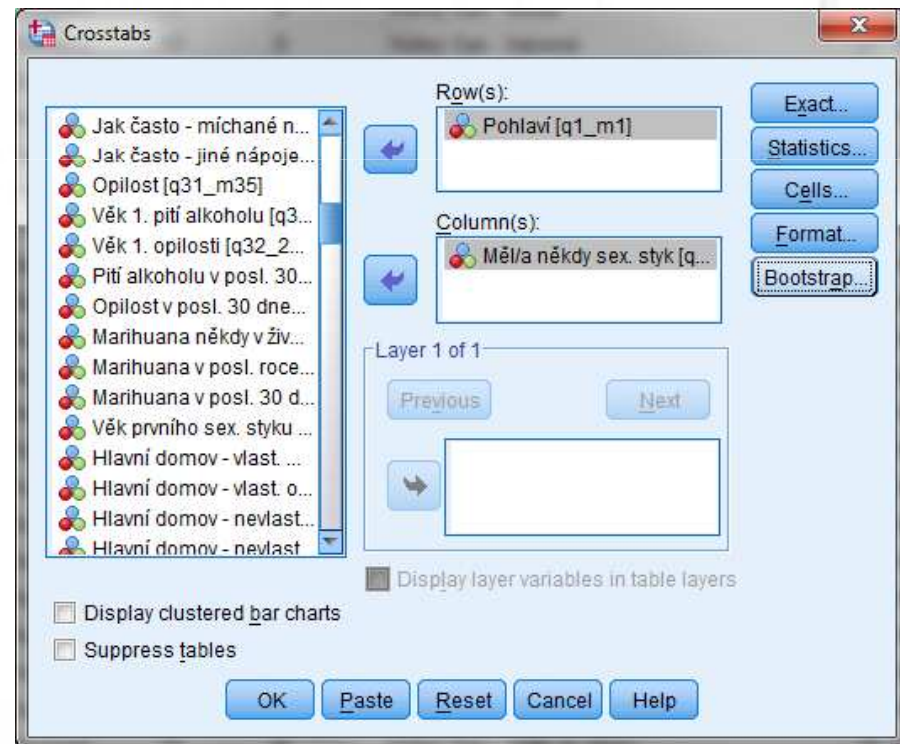 Crosstabs
Jak často - míchané n...
Jak často - jiné nápoje...
Opilost [q31_m35]
Věk 1. pití alkoholu [q3...
Věk 1. opilosti [q32_2...
Pití alkoholu v posl. 30...
Opilost v posl. 30 dne...
Marihuana někdy v živ...
Marihuana v posl. roce...
Marihuana v posl. 30 d...
Věk prvního sex. styku ...
Hlavní domov - vlast. ...
Hlavní domov - vlast. o...
Hlavní domov - nevlast...
Hlavní domov - nevlast
Row(s):
Pohlaví [q1_m1]
Column(s):
Měl/a někdy sex. styk [q...
Layer 1 of 1
Previous
Next
Display layer variables in table layers
Exact...
Statistics...
Cells...
Format...
Bootstrap...
Display clustered bar charts
Suppress tables
OK
Paste
Reset
Cancel
Help